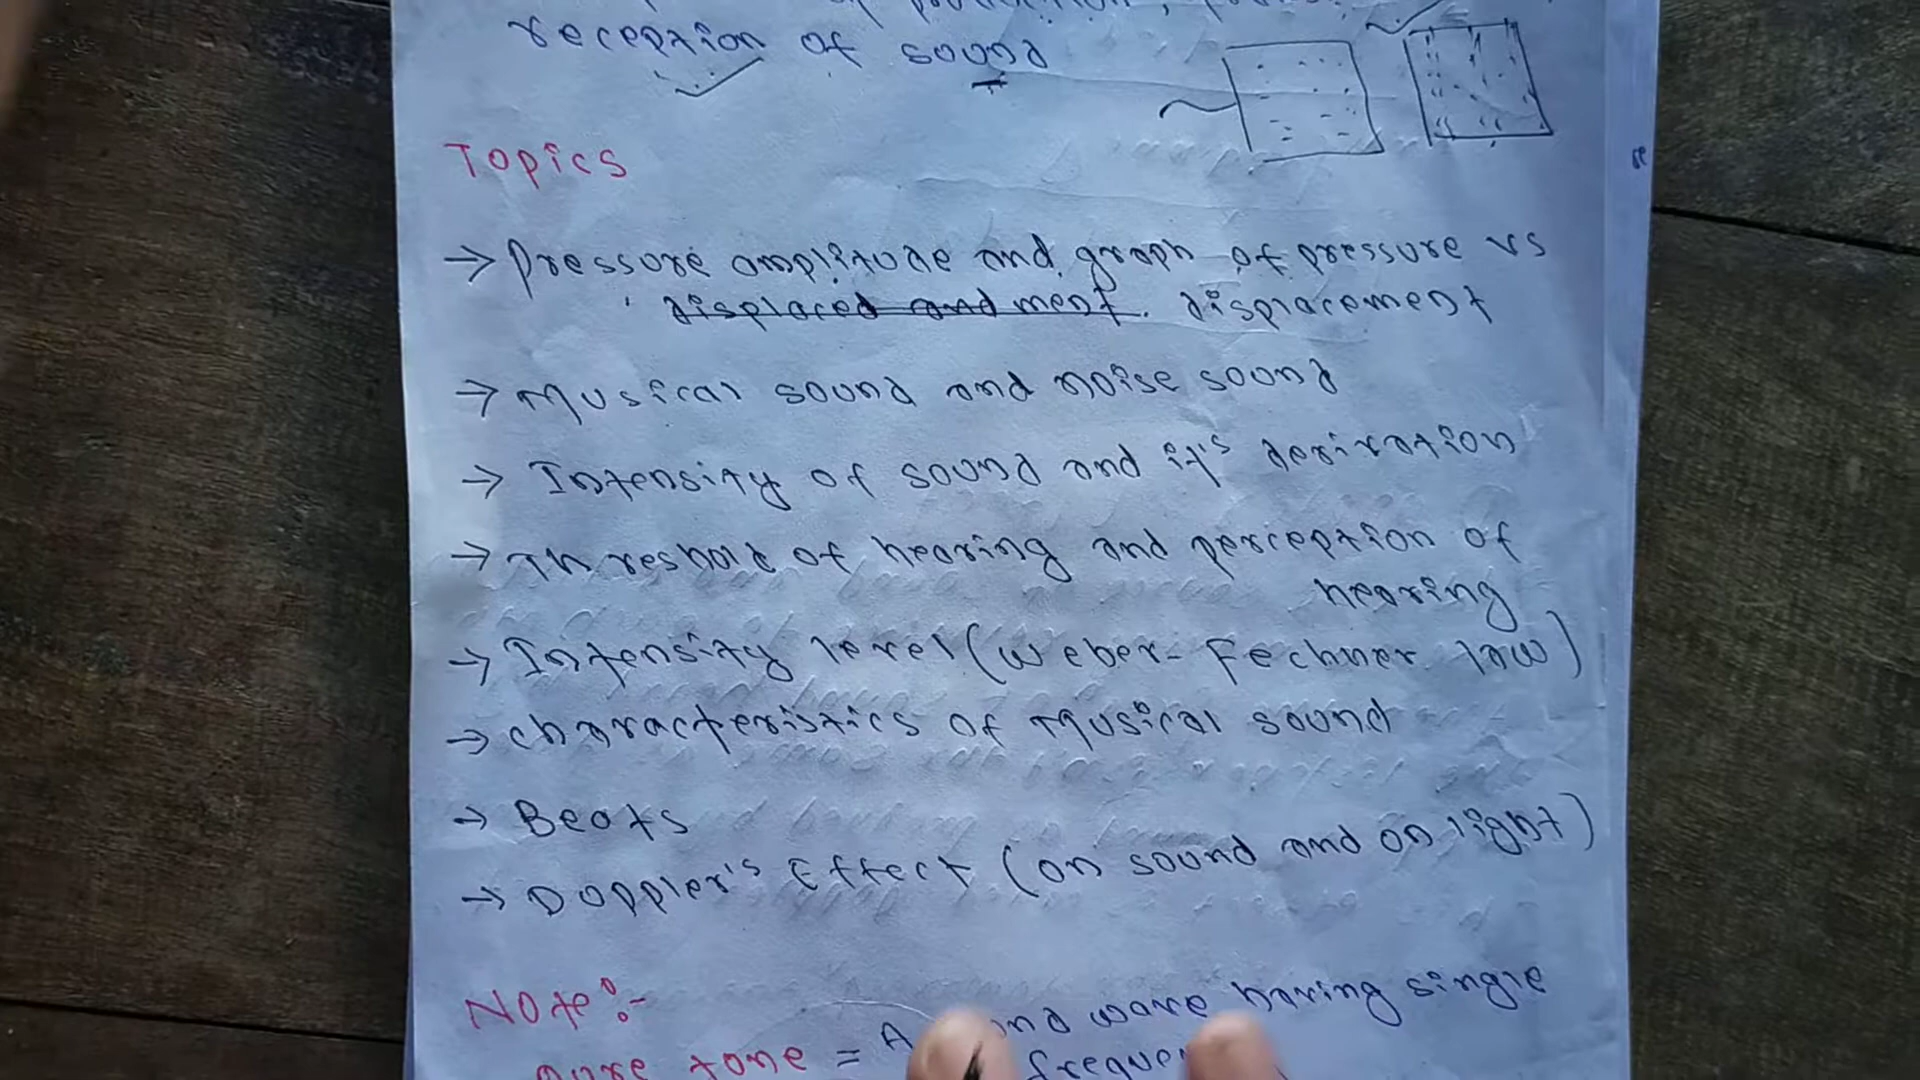 of production,
reception of sound
Topics
→ Pressure amplitude and graph of pressure vs
displaced and ment. displacement
→ Musical sound and noise sound
→ Intensity of sound and it's derivation
→ Threshold of hearing and perception of
hearing
→ Intensity level (Weber-Fechner law)
→ characteristics of Musical sound
→ Beats
→ Doppler's Effect (on sound and on light)
Note:-
pure tone = A wave having single